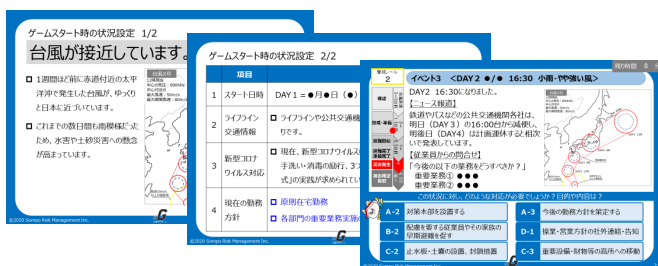 ゲームスタート時の状況設定 1/2
台風が接近しています。
1週間ほど前に赤道付近の太平
洋沖で発生した台風が、ゆっくり
と日本に近づいています。
これまでの数日間も雨模様だった
ため、水害や土砂災害への懸念
が高まっています。
©2020 Sompo Risk Management Inc.
ゲームスタート時の状況設定 2/2
項目
1 スタート日時 DAY1 = ●月●日（●）
2 ライフライン
交通情報
ライフラインや公共交通機
りです。
3 新型コロナ
ウイルス対応
現在、新型コロナウイルス
手洗い・消毒の励行、3つ
式」の実践が求められてい
4 現在の勤務
方針
原則在宅勤務
各部門の重要業務実施の
©2020 Sompo Risk Management Inc.
警戒レベル
2
イベント3 <DAY2 ●/● 16:30 小雨・やや強い風>
残り時間 8
DAY2 16:30になりました。
【ニュース報道】
鉄道やバスなどの公共交通機関各社は、
明日（DAY３）の16:00台から減便し、
明後日（DAY4）は計画運休すると相次
いで発表しています。
【従業員からの問合せ】
「今後の以下の業務をどうすべきか？」
重要業務① ●●●
重要業務② ●●●
この状況に対し、どのような対応が必要でしょうか？目的や内容は？
A-2 対策本部を設置する
A-3 今後の勤務方針を策定する
B-2 配慮を要する従業員やその家族の
早期避難を促す
D-1 操業・営業方針の社外連絡・告知
C-2 止水板・土嚢の設置、封鎖措置
C-3 重要設備・財物等の高所への移動
©2020 Sompo Risk Management Inc.